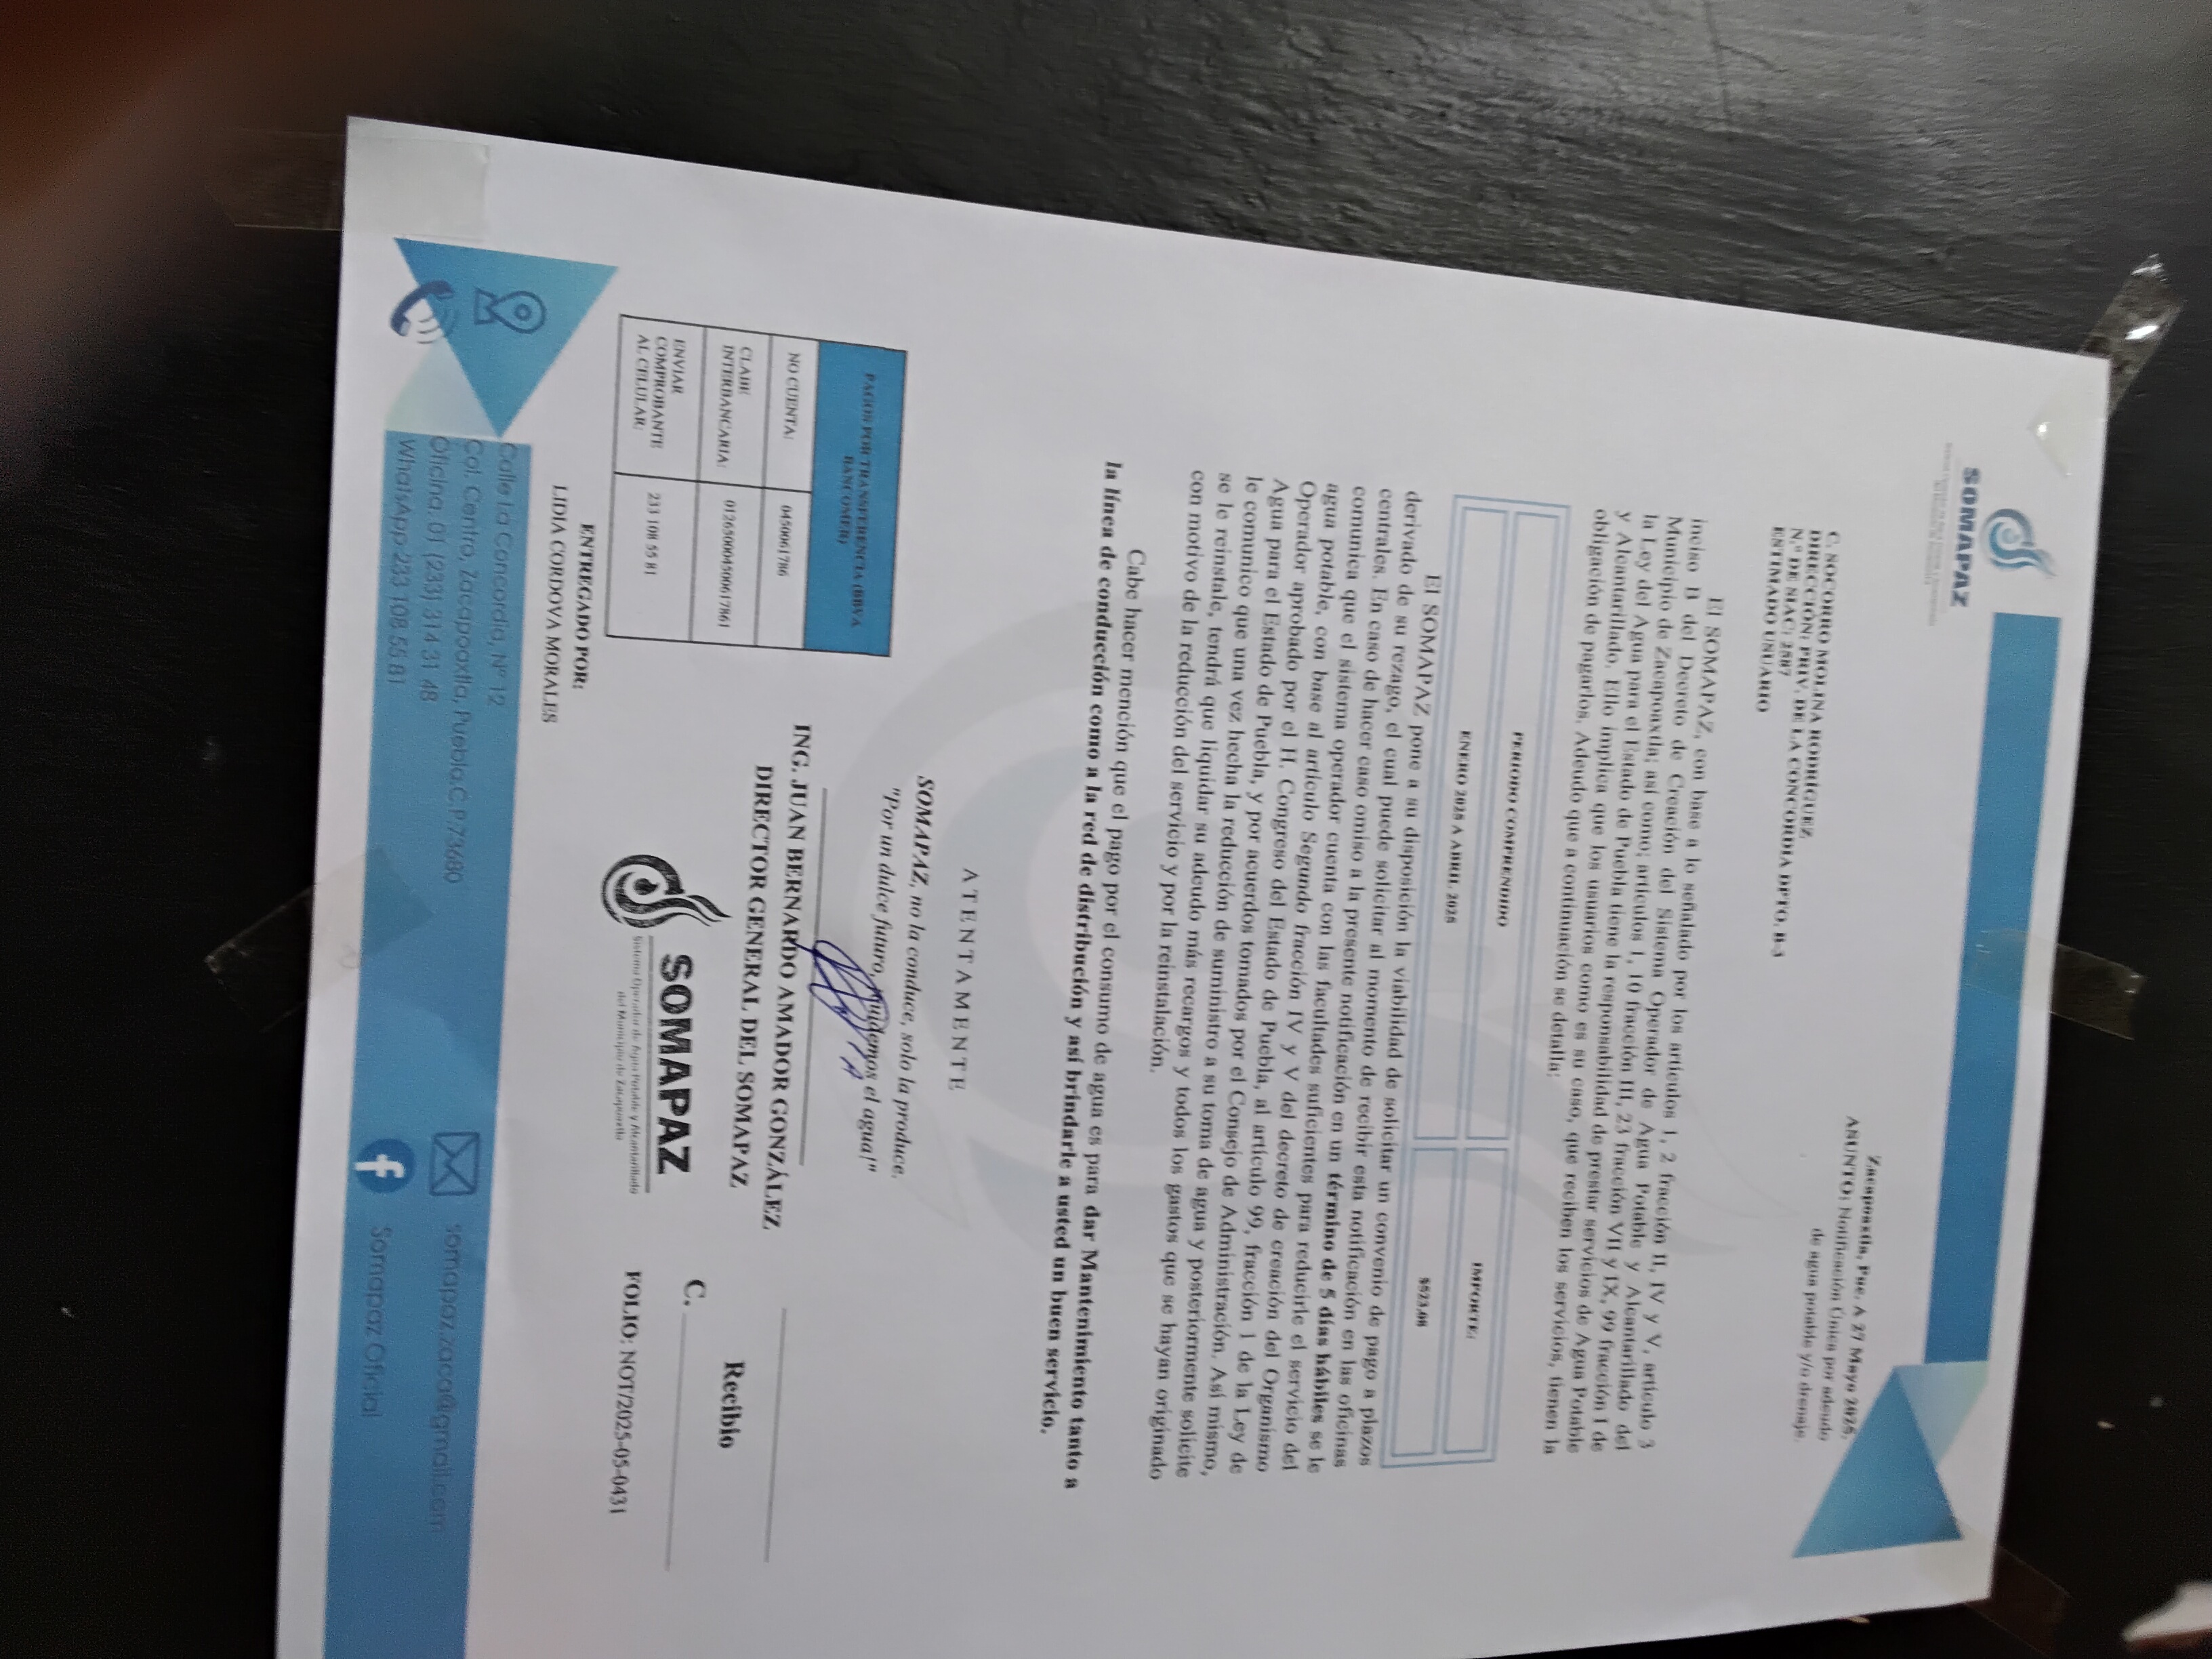 SOMAPAZ
Zacapoaxtla, Pue. A 27 Mayo 2025.
ASUNTO: Notificación Única por adeudo
de agua potable y/o drenaje.
C. SOCORRO MOLINA RODRÍGUEZ
DIRECCIÓN: PRIV. DE LA CONCORDIA DPTO. B-3
N.º DE SIAC: 2587
ESTIMADO USUARIO
El SOMAPAZ, con base a lo señalado por los artículos 1, 2 fracción II, IV y V, artículo 3
inciso B del Decreto de Creación del Sistema Operador de Agua Potable y Alcantarillado del
Municipio de Zacapoaxtla; así como; artículos 1, 10 fracción III, 23 fracción VII y IX, 99 fracción 1 de
la Ley del Agua para el Estado de Puebla tiene la responsabilidad de prestar servicios de Agua Potable
y Alcantarillado. Ello implica que los usuarios como es su caso, que reciben los servicios, tienen la
obligación de pagarlos. Adeudo que a continuación se detalla:
PERIODO COMPRENDIDO
IMPORTE:
ENERO 2025 A ABRIL 2025
$523.08
El SOMAPAZ pone a su disposición la viabilidad de solicitar un convenio de pago a plazos
derivado de su rezago, el cual puede solicitar al momento de recibir esta notificación en las oficinas
centrales. En caso de hacer caso omiso a la presente notificación en un término de 5 días hábiles se le
comunica que el sistema operador cuenta con las facultades suficientes para reducirle el servicio del
agua potable, con base al artículo Segundo fracción IV y V del decreto de creación del Organismo
Operador aprobado por el H. Congreso del Estado de Puebla, al artículo 99, fracción 1 de la Ley de
Agua para el Estado de Puebla, y por acuerdos tomados por el Consejo de Administración. Así mismo,
le comunico que una vez hecha la reducción de suministro a su toma de agua y posteriormente solicite
se le reinstale, tendrá que liquidar su adeudo más recargos y todos los gastos que se hayan originado
con motivo de la reducción del servicio y por la reinstalación.
Cabe hacer mención que el pago por el consumo de agua es para dar Mantenimiento tanto a
la línea de conducción como a la red de distribución y así brindarle a usted un buen servicio.
ATENTAMENTE
SOMAPAZ, no la conduce, solo la produce.
"Por un dulce futuro, ¡cuidemos el agua!"
ING. JUAN BERNARDO AMADOR GONZÁLEZ
DIRECTOR GENERAL DEL SOMAPAZ
SOMAPAZ
Sistema Operador de Agua Potable y Alcantarillado
del Municipio de Zacapoaxtla
Recibio
C.
FOLIO: NOT/2025-05-0431
PAGOS POR TRANSFERENCIA (BBVA
BANCOMER)
NO CUENTA: 0450061786
CLABE
INTERBANCARIA: 012650004500617861
ENVIAR
COMPROBANTE
AL CELULAR: 233 108 55 81
ENTREGADO POR:
LIDIA CORDOVA MORALES
Calle La Concordia, Nº 12
Col. Centro, Zacapoaxtla, Puebla.C.P.73680
Oficina. 01 (233) 314 31 48
WhatsApp 233 108 55 81
somapaz.zaca@gmail.com
Somapaz Oficial